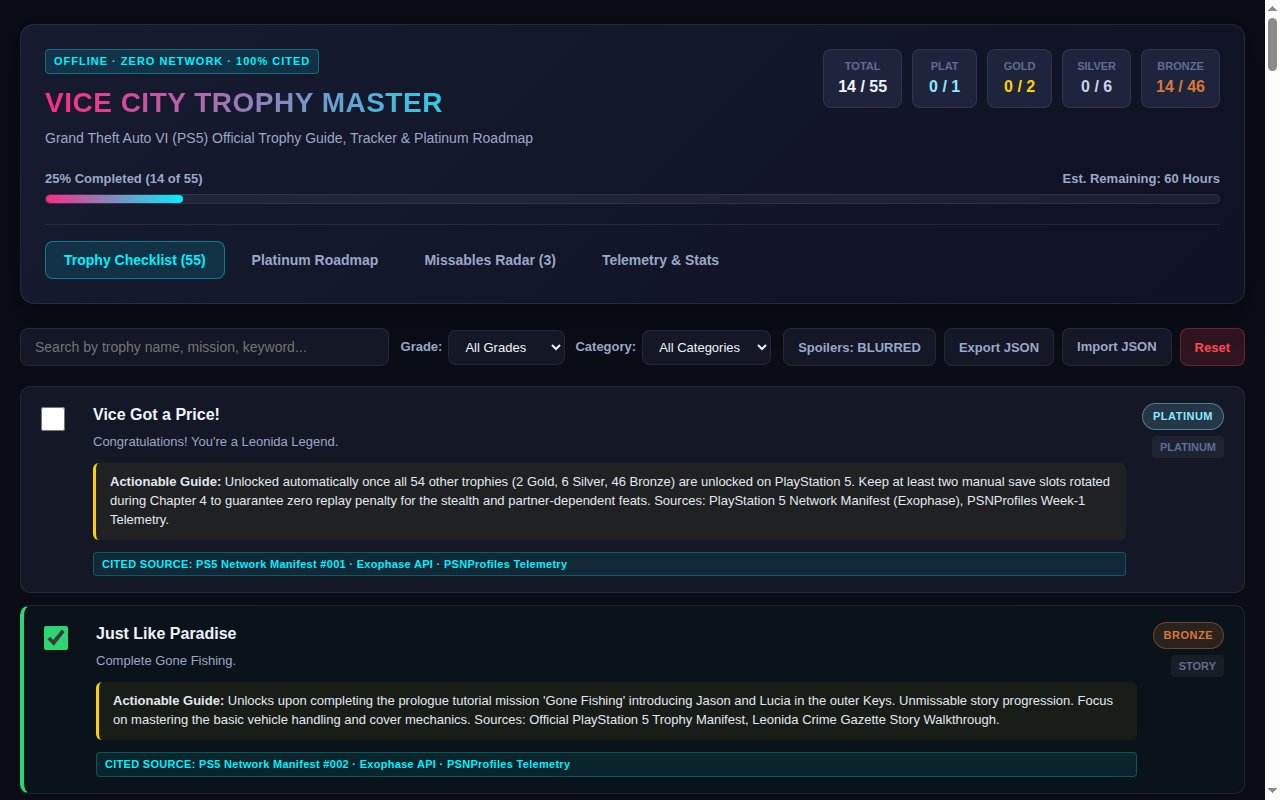 OFFLINE · ZERO NETWORK · 100% CITED
VICE CITY TROPHY MASTER
Grand Theft Auto VI (PS5) Official Trophy Guide, Tracker & Platinum Roadmap
TOTAL
14 / 55
PLAT
0 / 1
GOLD
0 / 2
SILVER
0 / 6
BRONZE
14 / 46
25% Completed (14 of 55)
Est. Remaining: 60 Hours
Trophy Checklist (55)
Platinum Roadmap
Missables Radar (3)
Telemetry & Stats
Search by trophy name, mission, keyword...
Grade:
All Grades
Category:
All Categories
Spoilers: BLURRED
Export JSON
Import JSON
Reset
Vice Got a Price!
Congratulations! You're a Leonida Legend.
Actionable Guide: Unlocked automatically once all 54 other trophies (2 Gold, 6 Silver, 46 Bronze) are unlocked on PlayStation 5. Keep at least two manual save slots rotated
during Chapter 4 to guarantee zero replay penalty for the stealth and partner-dependent feats. Sources: PlayStation 5 Network Manifest (Exophase), PSNProfiles Week-1
Telemetry.
CITED SOURCE: PS5 Network Manifest #001 · Exophase API · PSNProfiles Telemetry
PLATINUM
PLATINUM
Just Like Paradise
Complete Gone Fishing.
Actionable Guide: Unlocks upon completing the prologue tutorial mission 'Gone Fishing' introducing Jason and Lucia in the outer Keys. Unmissable story progression. Focus
on mastering the basic vehicle handling and cover mechanics. Sources: Official PlayStation 5 Trophy Manifest, Leonida Crime Gazette Story Walkthrough.
CITED SOURCE: PS5 Network Manifest #002 · Exophase API · PSNProfiles Telemetry
BRONZE
STORY